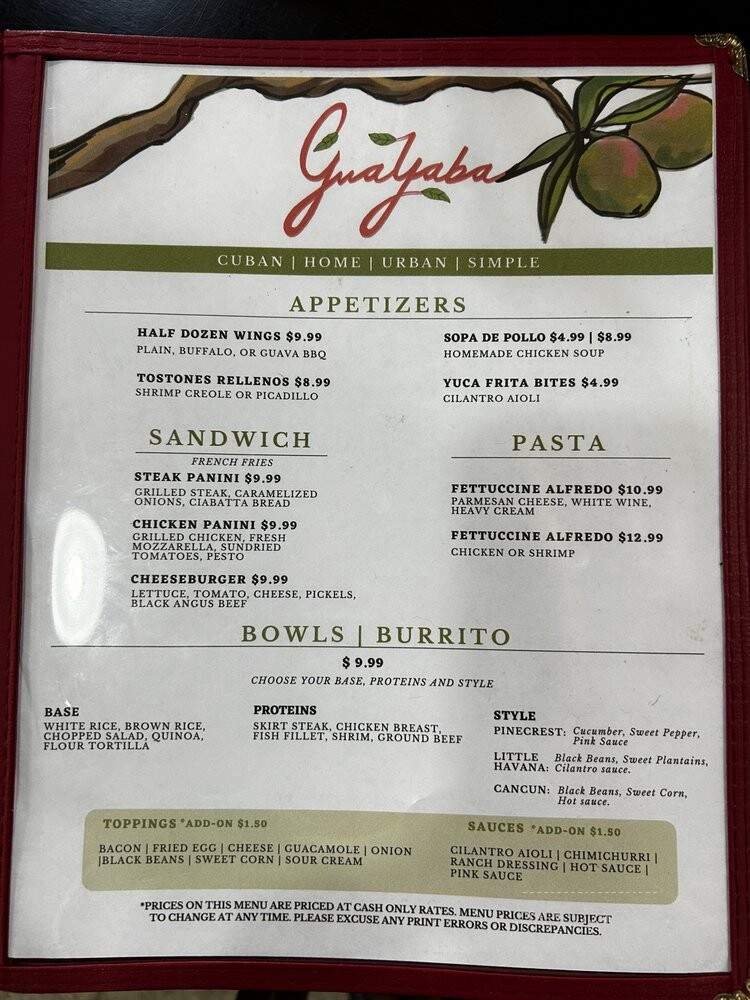 Guayaba
CUBAN | HOME | URBAN | SIMPLE
APPETIZERS
HALF DOZEN WINGS $9.99
PLAIN, BUFFALO, OR GUAVA BBQ
TOSTONES RELLENOS $8.99
SHRIMP CREOLE OR PICADILLO
SOPA DE POLLO $4.99 | $8.99
HOMEMADE CHICKEN SOUP
YUCA FRITA BITES $4.99
CILANTRO AIOLI
SANDWICH
FRENCH FRIES
STEAK PANINI $9.99
GRILLED STEAK, CARAMELIZED
ONIONS, CIABATTA BREAD
CHICKEN PANINI $9.99
GRILLED CHICKEN, FRESH
MOZZARELLA, SUNDRIED
TOMATOES, PESTO
CHEESEBURGER $9.99
LETTUCE, TOMATO, CHEESE, PICKELS,
BLACK ANGUS BEEF
PASTA
FETTUCCINE ALFREDO $10.99
PARMESAN CHEESE, WHITE WINE,
HEAVY CREAM
FETTUCCINE ALFREDO $12.99
CHICKEN OR SHRIMP
BOWLS | BURRITO
$ 9.99
CHOOSE YOUR BASE, PROTEINS AND STYLE
BASE
WHITE RICE, BROWN RICE,
CHOPPED SALAD, QUINOA,
FLOUR TORTILLA
PROTEINS
SKIRT STEAK, CHICKEN BREAST,
FISH FILLET, SHRIM, GROUND BEEF
STYLE
PINECREST: Cucumber, Sweet Pepper,
Pink Sauce
LITTLE HAVANA: Black Beans, Sweet Plantains,
Cilantro sauce.
CANCUN: Black Beans, Sweet Corn,
Hot sauce.
TOPPINGS *ADD-ON $1.50
BACON | FRIED EGG | CHEESE | GUACAMOLE | ONION
|BLACK BEANS | SWEET CORN | SOUR CREAM
SAUCES *ADD-ON $1.50
CILANTRO AIOLI | CHIMICHURRI |
RANCH DRESSING | HOT SAUCE |
PINK SAUCE
*PRICES ON THIS MENU ARE PRICED AT CASH ONLY RATES. MENU PRICES ARE SUBJECT
TO CHANGE AT ANY TIME. PLEASE EXCUSE ANY PRINT ERRORS OR DISCREPANCIES.